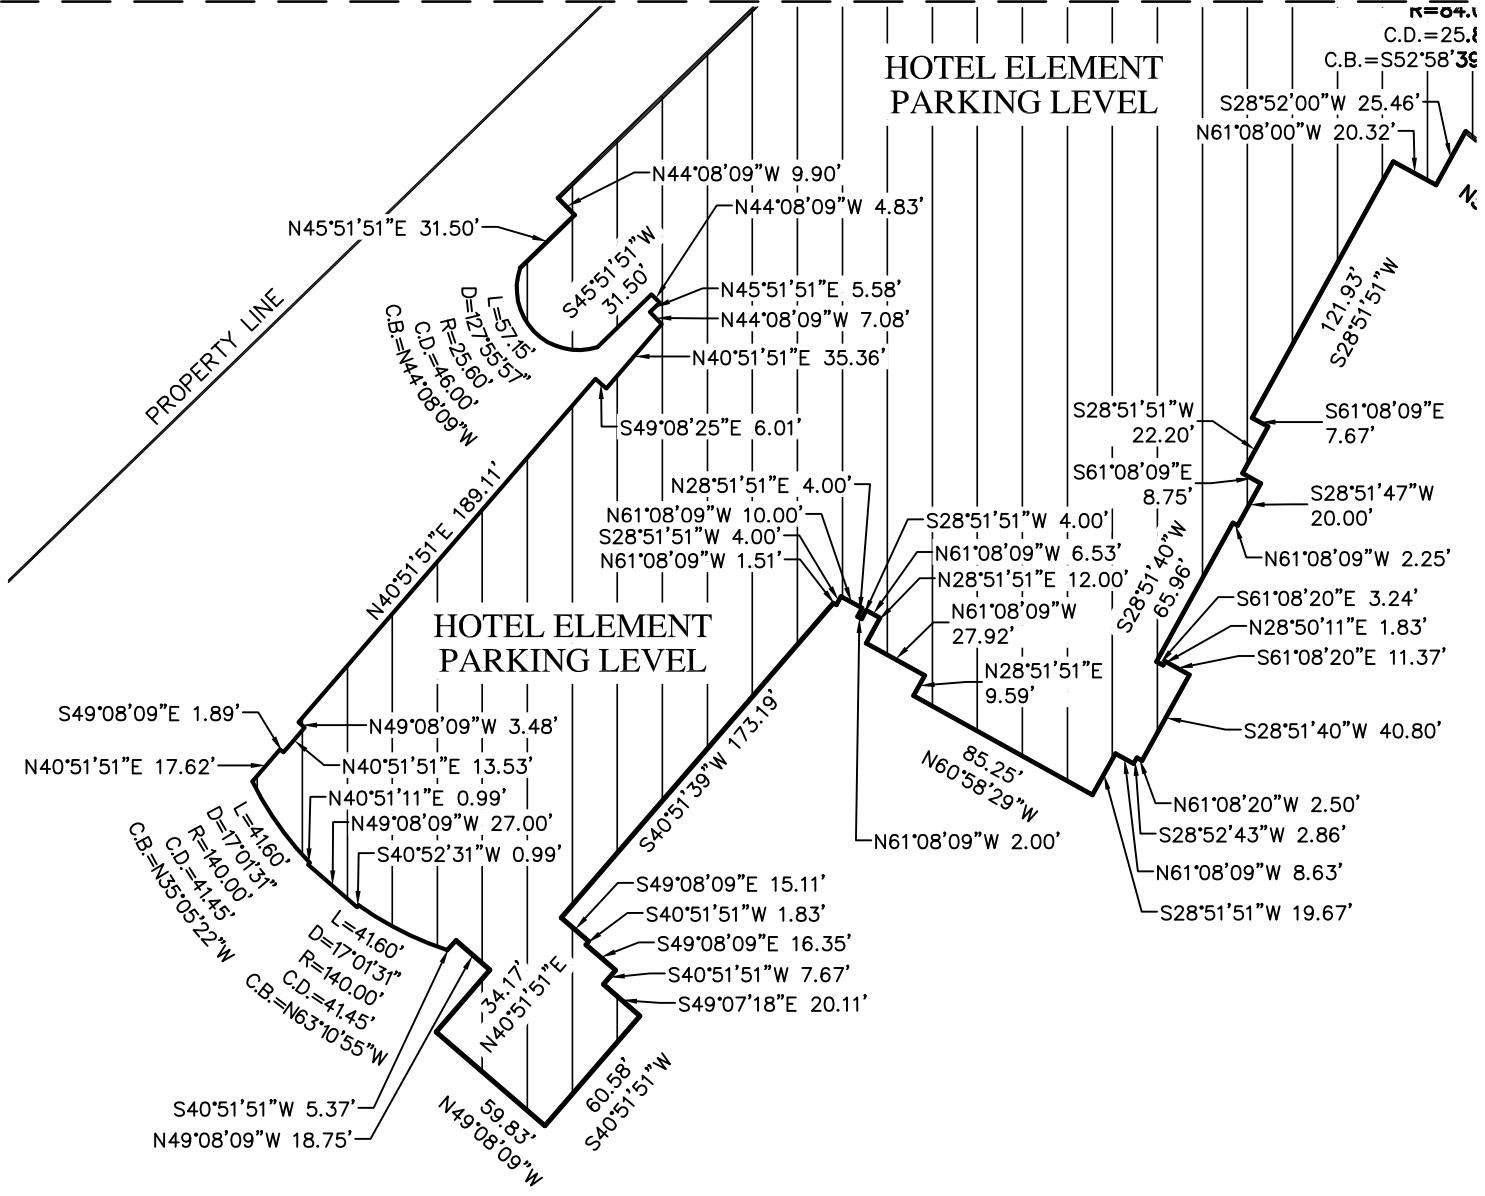 R=84.
C.D.=25.8
C.B.=S52°58'39
HOTEL ELEMENT
PARKING LEVEL
S28°52'00"W 25.46'
N61°08'00"W 20.32'
N44°08'09"W 9.90'
N44°08'09"W 4.83'
N45°51'51"E 31.50'
S45°51'51"W
31.50'
N45°51'51"E 5.58'
N44°08'09"W 7.08'
L=57.15'
D=127°55'57"
R=25.60'
C.D.=46.00'
C.B.=N44°08'09"W
PROPERTY LINE
N40°51'51"E 35.36'
S49°08'25"E 6.01'
121.93'
S28°51'51"W
S28°51'51"W
22.20'
S61°08'09"E
7.67'
S61°08'09"E
8.75'
S28°51'47"W
20.00'
N40°51'51"E 189.11'
N28°51'51"E 4.00'
N61°08'09"W 10.00'
S28°51'51"W 4.00'
N61°08'09"W 1.51'
S28°51'51"W 4.00'
N61°08'09"W 6.53'
N28°51'51"E 12.00'
N61°08'09"W
27.92'
S28°51'40"W
65.96'
N61°08'09"W 2.25'
S61°08'20"E 3.24'
N28°50'11"E 1.83'
S61°08'20"E 11.37'
HOTEL ELEMENT
PARKING LEVEL
N28°51'51"E
9.59'
S49°08'09"E 1.89'
N49°08'09"W 3.48'
S28°51'40"W 40.80'
N40°51'51"E 17.62'
N40°51'51"E 13.53'
S40°51'39"W 173.19'
85.25'
N60°58'29"W
N40°51'11"E 0.99'
N49°08'09"W 27.00'
S40°52'31"W 0.99'
N61°08'09"W 2.00'
N61°08'20"W 2.50'
S28°52'43"W 2.86'
N61°08'09"W 8.63'
S28°51'51"W 19.67'
L=41.60'
D=17°01'31"
R=140.00'
C.D.=41.45'
C.B.=N35°05'22"W
S49°08'09"E 15.11'
S40°51'51"W 1.83'
S49°08'09"E 16.35'
S40°51'51"W 7.67'
S49°07'18"E 20.11'
L=41.60'
D=17°01'31"
R=140.00'
C.D.=41.45'
C.B.=N63°10'55"W
34.17'
N40°51'51"E
60.58'
S40°51'51"W
59.83'
N49°08'09"W
S40°51'51"W 5.37'
N49°08'09"W 18.75'